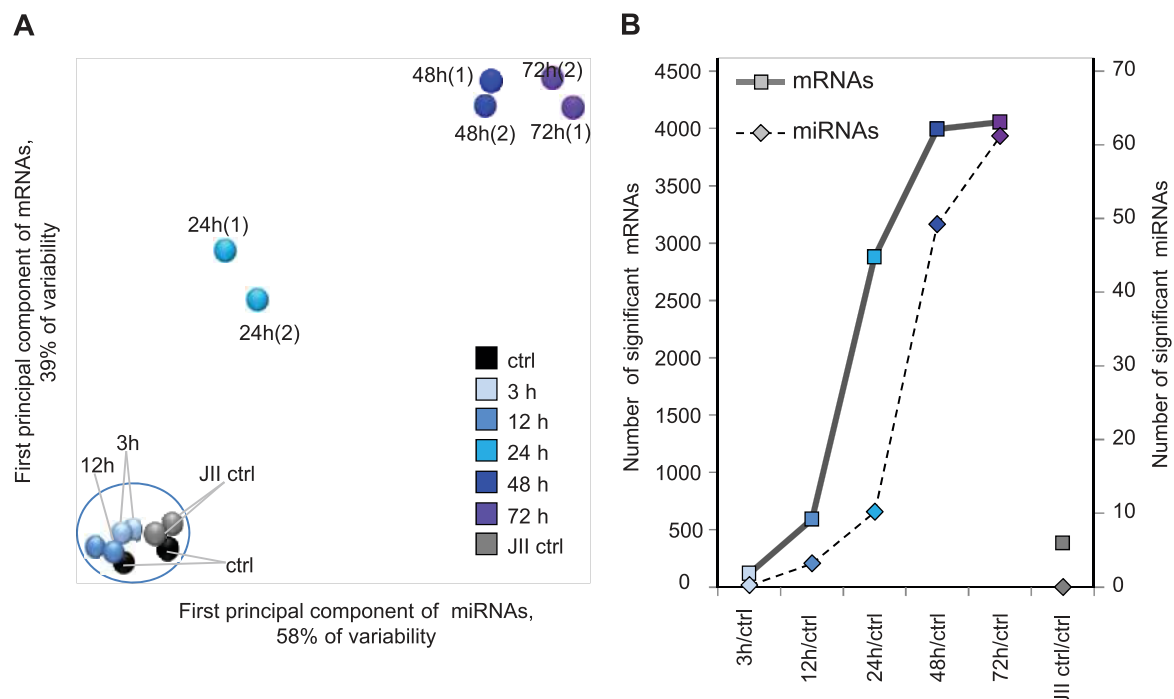 A
First principal component of mRNAs,
39% of variability
48h(1)
72h(2)
48h(2)
72h(1)
24h(1)
24h(2)
3h
12h
JII ctrl
ctrl
ctrl
3 h
12 h
24 h
48 h
72 h
JII ctrl
First principal component of miRNAs,
58% of variability
B
Number of significant mRNAs
4500
4000
3500
3000
2500
2000
1500
1000
500
0
mRNAs
miRNAs
70
60
50
40
30
20
10
0
Number of significant miRNAs
3h/ctrl
12h/ctrl
24h/ctrl
48h/ctrl
72h/ctrl
JII ctrl/ctrl